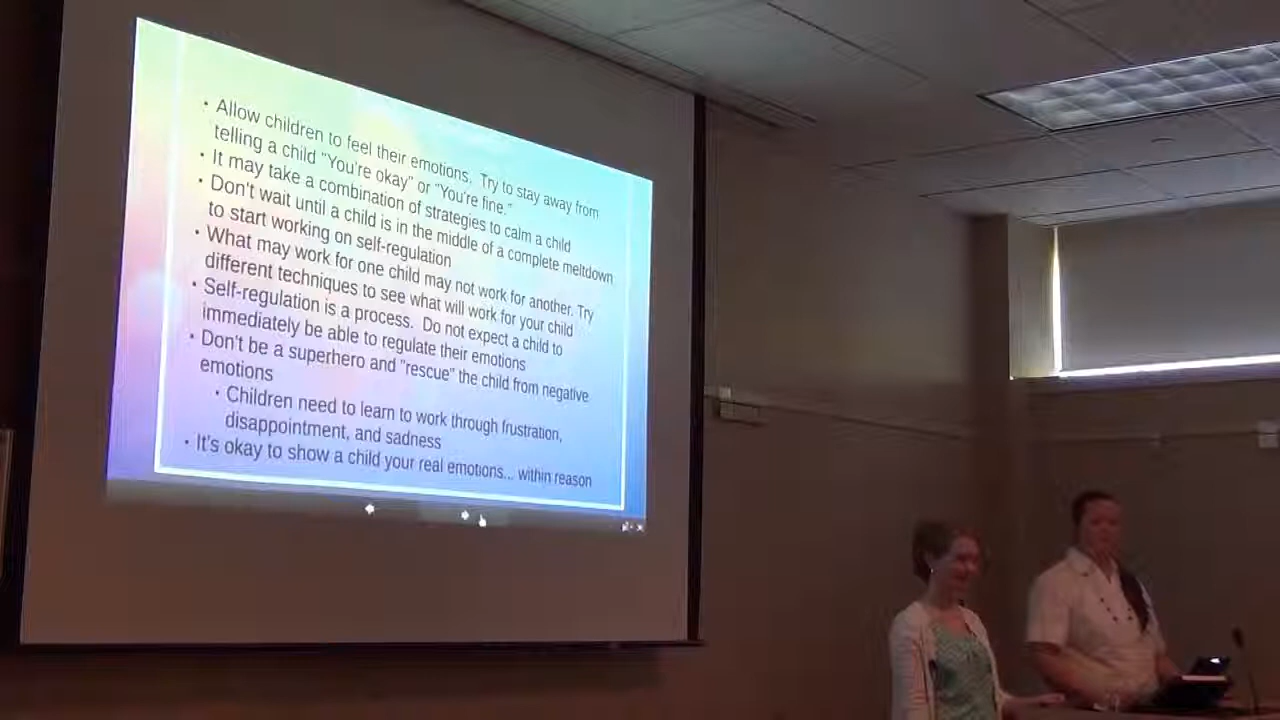 • Allow children to feel their emotions. Try to stay away from
telling a child "You're okay" or "You're fine."
• It may take a combination of strategies to calm a child
• Don't wait until a child is in the middle of a complete meltdown
to start working on self-regulation
• What may work for one child may not work for another. Try
different techniques to see what will work for your child
• Self-regulation is a process. Do not expect a child to
immediately be able to regulate their emotions
• Don't be a superhero and "rescue" the child from negative
emotions
• Children need to learn to work through frustration,
disappointment, and sadness
• It's okay to show a child your real emotions... within reason